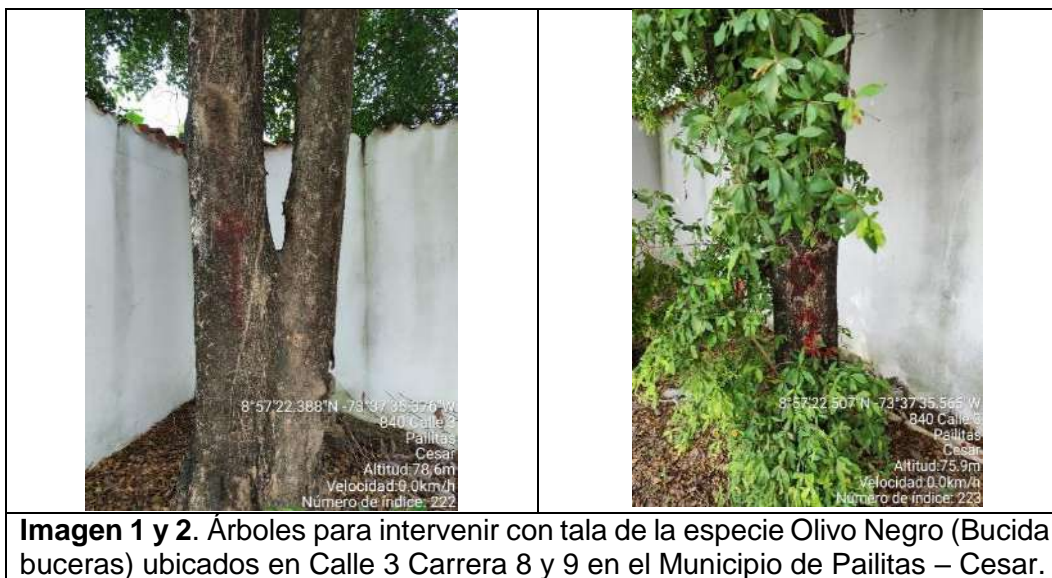 8°57'22.388"N -73°37'35.376"W
840 Calle 3
Pailitas
Cesar
Altitud:78.6m
Velocidad:0.0km/h
Número de índice: 222
8°57'22.507"N -73°37'35.565"W
840 Calle 3
Pailitas
Cesar
Altitud:75.9m
Velocidad:0.0km/h
Número de índice: 223
Imagen 1 y 2. Árboles para intervenir con tala de la especie Olivo Negro (Bucida
buceras) ubicados en Calle 3 Carrera 8 y 9 en el Municipio de Pailitas – Cesar.